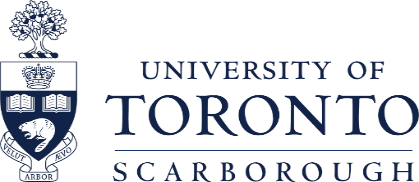 UNIVERSITY OF
TORONTO
SCARBOROUGH
VELUT
ARBOR
ÆVO